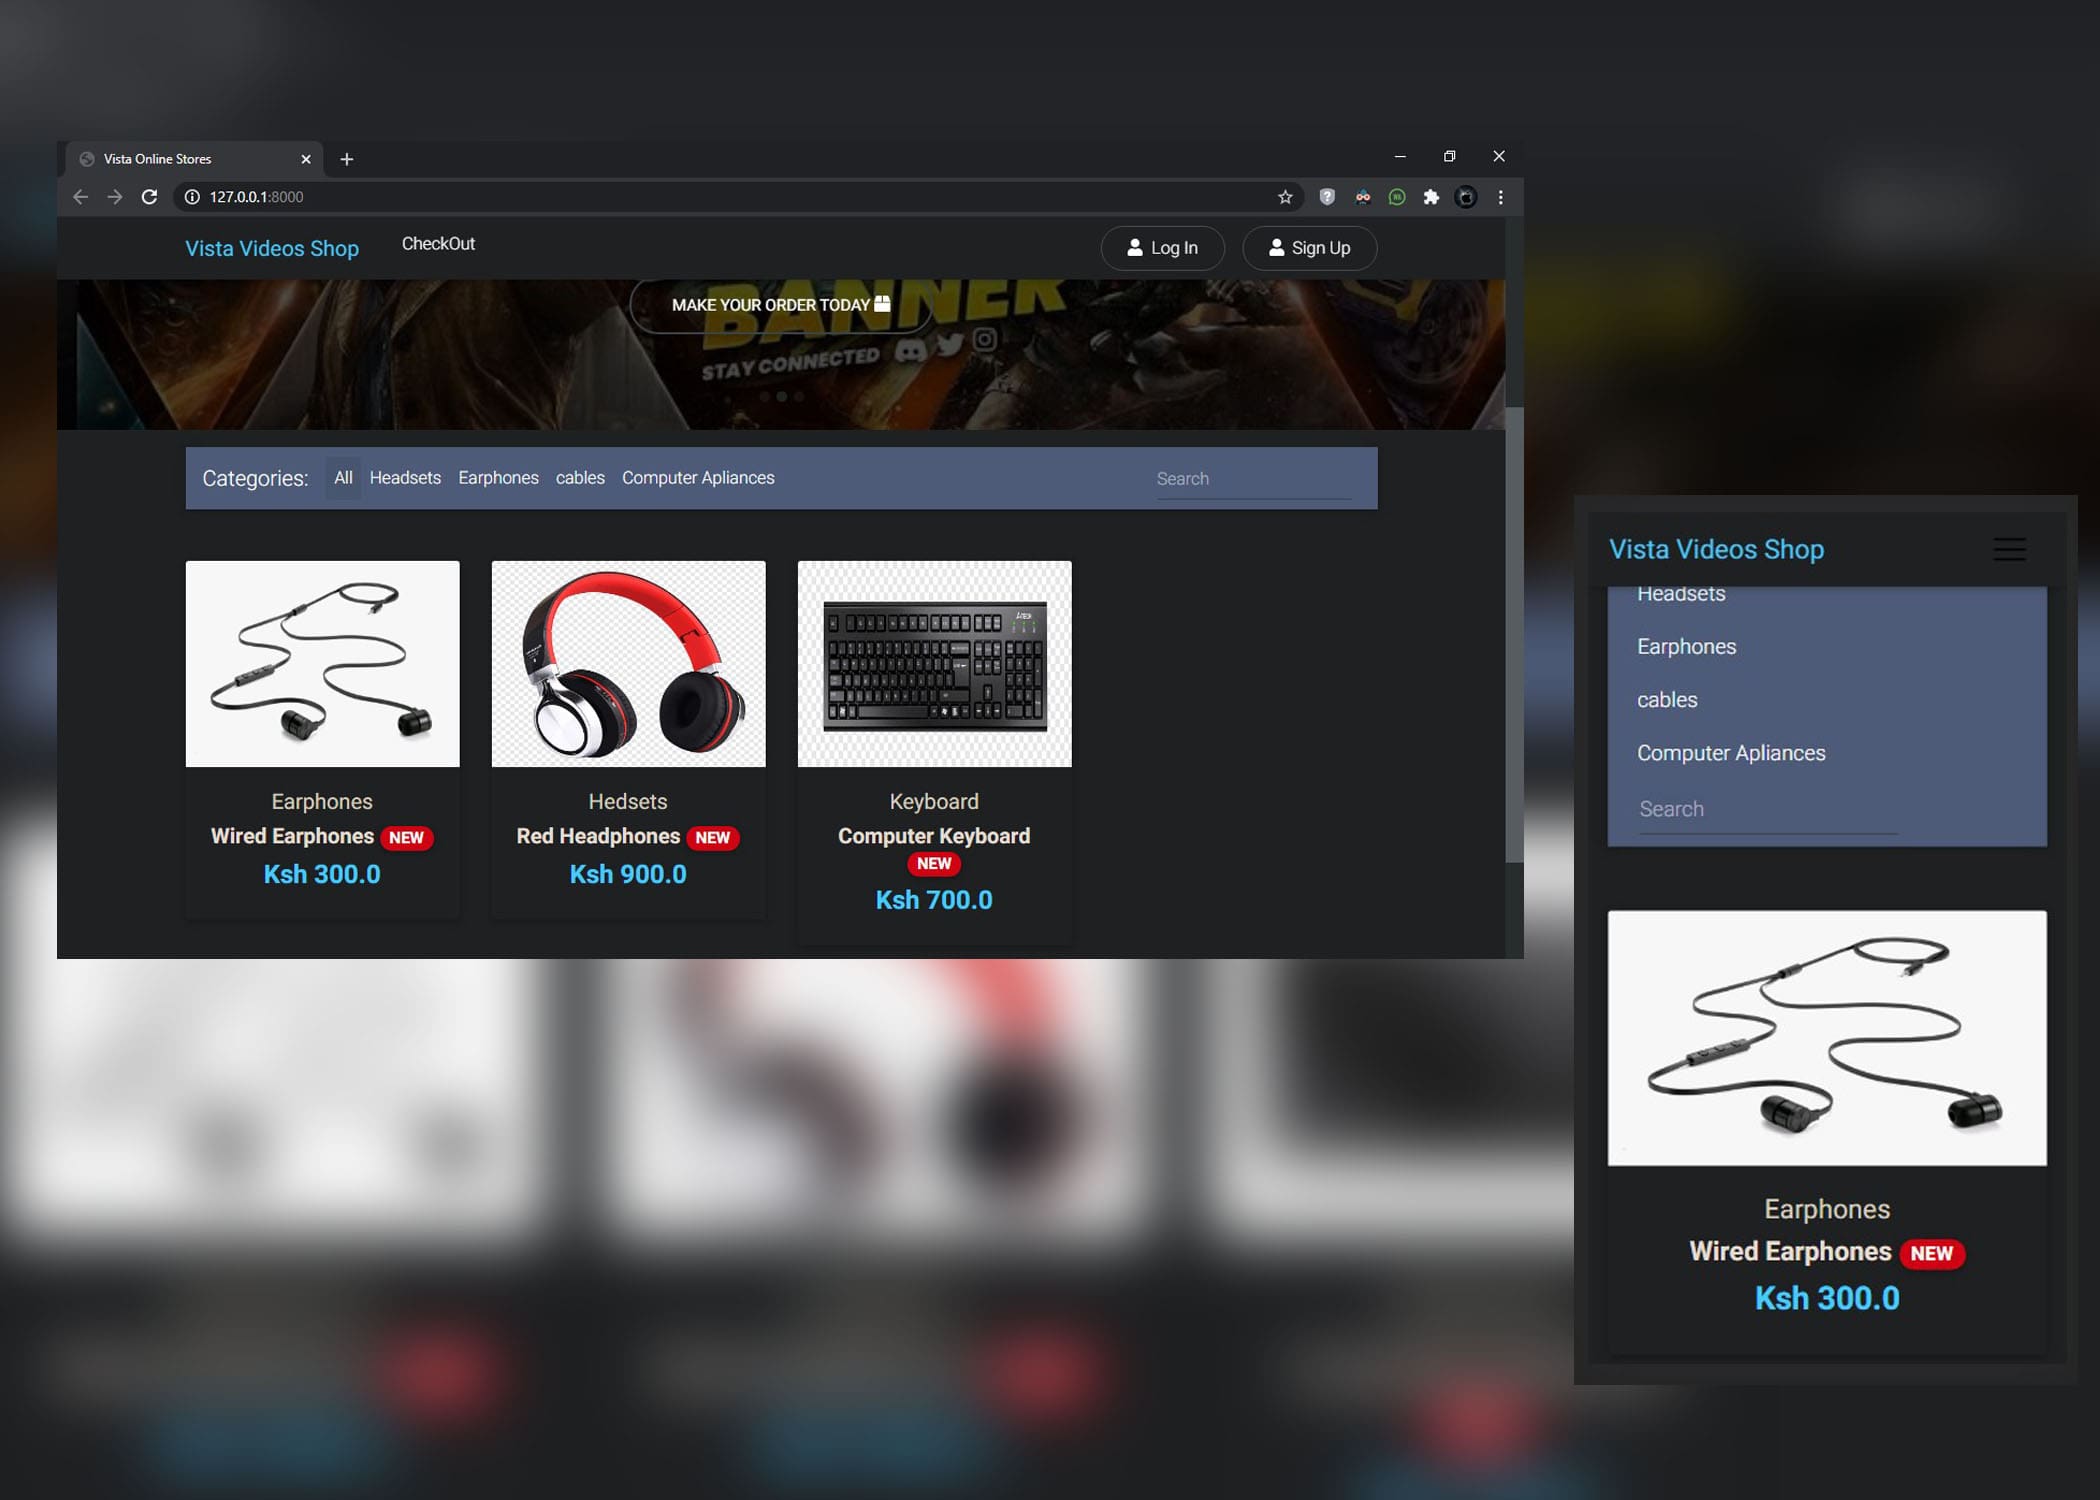 Vista Online Stores
127.0.0.1:8000
Vista Videos Shop
CheckOut
Log In
Sign Up
MAKE YOUR ORDER TODAY
BANNER
STAY CONNECTED
Categories:
All
Headsets
Earphones
cables
Computer Apliances
Search
Earphones
Wired Earphones NEW
Ksh 300.0
Hedsets
Red Headphones NEW
Ksh 900.0
A4TECH
Keyboard
Computer Keyboard
NEW
Ksh 700.0
Vista Videos Shop
Headsets
Earphones
cables
Computer Apliances
Search
Earphones
Wired Earphones NEW
Ksh 300.0